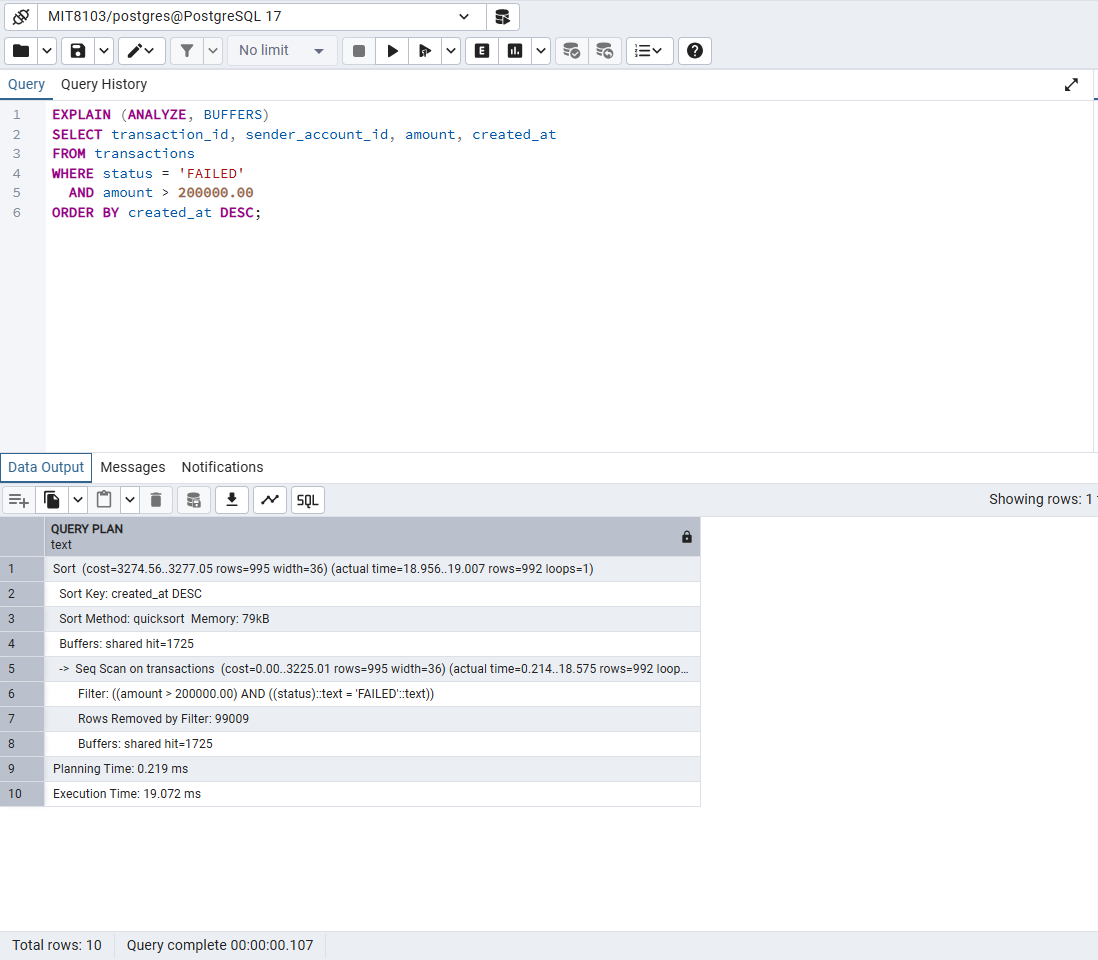 MIT8103/postgres@PostgreSQL 17
No limit
E
Query Query History
1 EXPLAIN (ANALYZE, BUFFERS)
2 SELECT transaction_id, sender_account_id, amount, created_at
3 FROM transactions
4 WHERE status = 'FAILED'
5 AND amount > 200000.00
6 ORDER BY created_at DESC;
Data Output Messages Notifications
SQL
Showing rows: 1
QUERY PLAN
text
1 Sort (cost=3274.56..3277.05 rows=995 width=36) (actual time=18.956..19.007 rows=992 loops=1)
2 Sort Key: created_at DESC
3 Sort Method: quicksort Memory: 79kB
4 Buffers: shared hit=1725
5 -> Seq Scan on transactions (cost=0.00..3225.01 rows=995 width=36) (actual time=0.214..18.575 rows=992 loop...
6 Filter: ((amount > 200000.00) AND ((status)::text = 'FAILED'::text))
7 Rows Removed by Filter: 99009
8 Buffers: shared hit=1725
9 Planning Time: 0.219 ms
10 Execution Time: 19.072 ms
Total rows: 10 Query complete 00:00:00.107